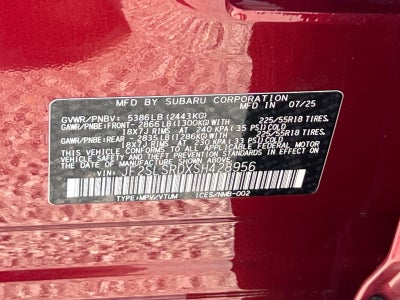 MFD BY SUBARU CORPORATION 07/25
GVWR/PNBV: 5386LB(2443KG)
GAWR/PNBE:FRONT- 2866LB(1300KG)WITH 225/55R18 TIRES
18X7J RIMS AT 240 KPA(35 PSI)COLD
GAWR/PNBE:REAR - 2835LB(1286KG)WITH 225/55R18 TIRES
18X7J RIMS AT 230 KPA(33 PSI)COLD
THIS VEHICLE CONFORMS TO ALL APPLICABLE FEDERAL MOTOR
VEHICLE SAFETY AND THEFT PREVENTION STANDARDS IN
EFFECT ON THE DATE OF MANUFACTURE SHOWN ABOVE.
JF2SLSRDXSH428956
TYPE:MPV/VTUM ICES/NMB-002